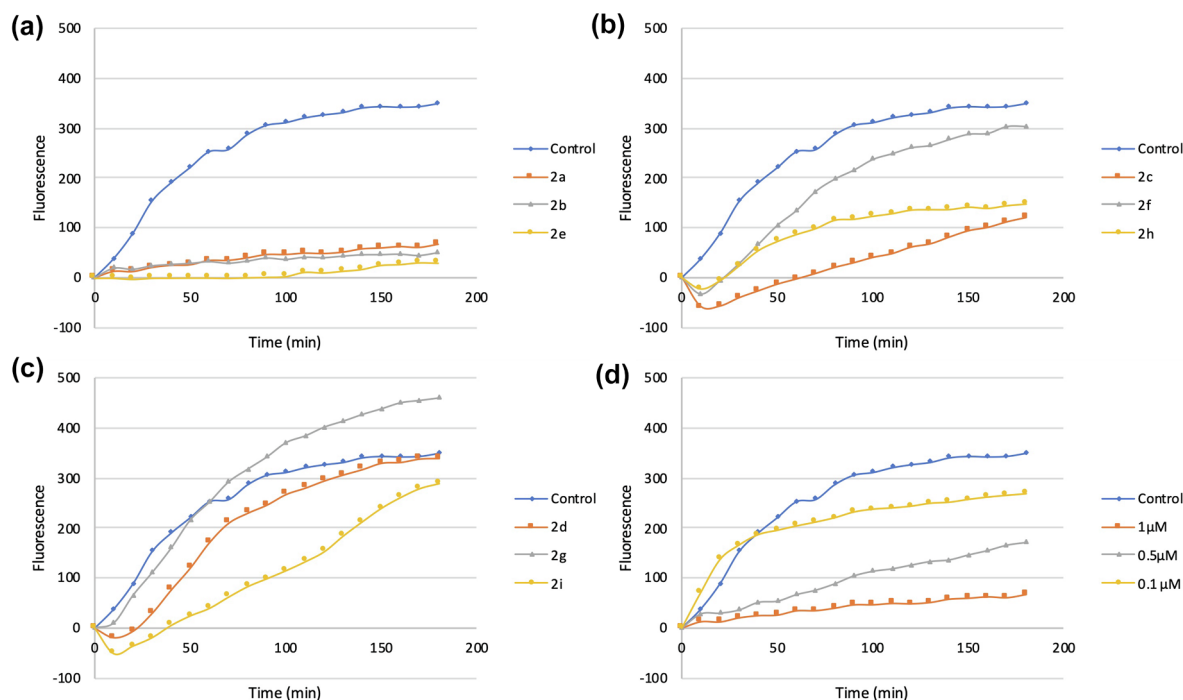 (a)
500
400
300
200
100
0
-100
Fluorescence
0 50 100 150 200
Time (min)
Control
2a
2b
2e
(b)
500
400
300
200
100
0
-100
Fluorescence
0 50 100 150 200
Time (min)
Control
2c
2f
2h
(c)
500
400
300
200
100
0
-100
Fluorescence
0 50 100 150 200
Time (min)
Control
2d
2g
2i
(d)
500
400
300
200
100
0
-100
Fluorescence
0 50 100 150 200
Time (min)
Control
1µM
0.5µM
0.1 µM